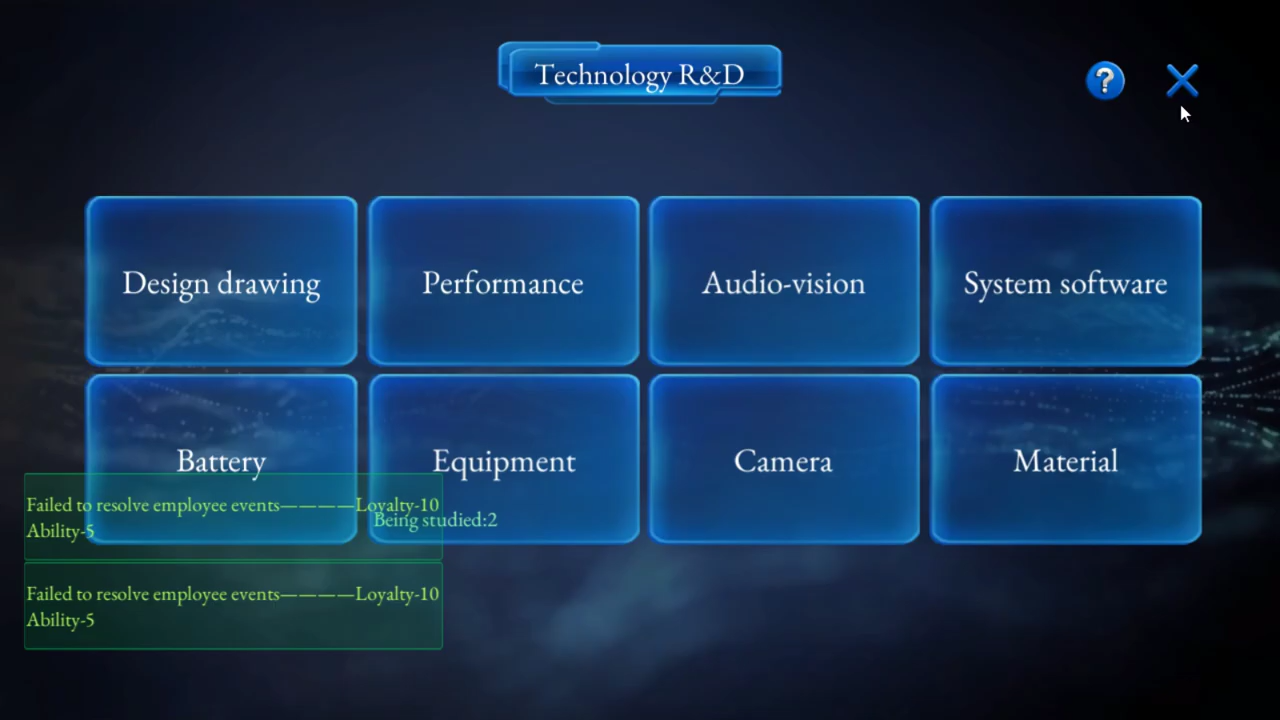 Technology R&D
?
Design drawing
Performance
Audio-vision
System software
Battery
Equipment
Camera
Material
Failed to resolve employee events————Loyalty-10
Ability-5
Being studied:2
Failed to resolve employee events————Loyalty-10
Ability-5